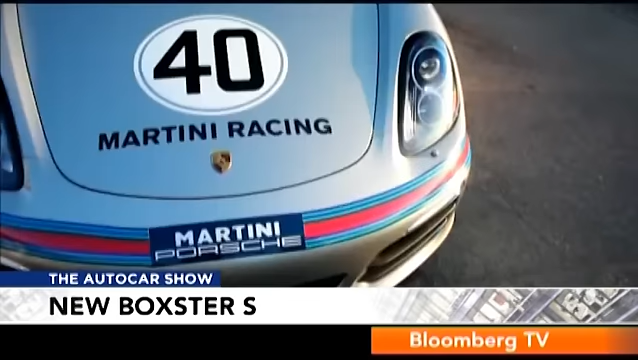 40
MARTINI RACING
MARTINI
PORSCHE
THE AUTOCAR SHOW
NEW BOXSTER S
Bloomberg TV